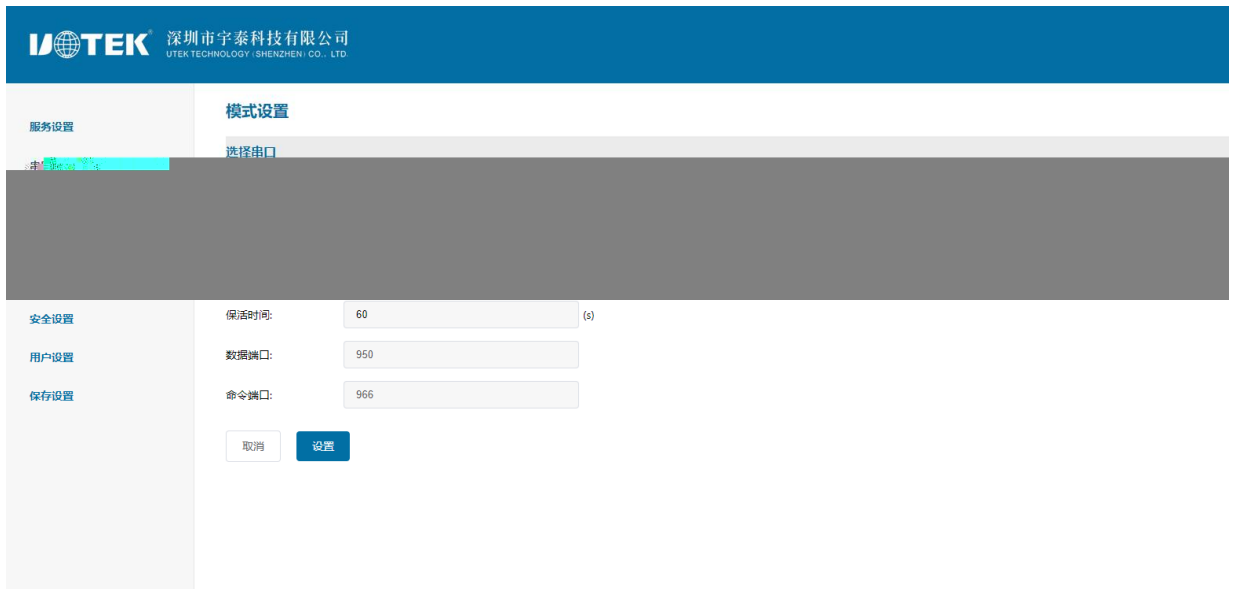 UTEK
深圳市宇泰科技有限公司
UTEK TECHNOLOGY (SHENZHEN) CO., LTD.
服务设置
模式设置
选择串口
安全设置
用户设置
保存设置
保活时间: 60 (s)
数据端口: 950
命令端口: 966
取消 设置